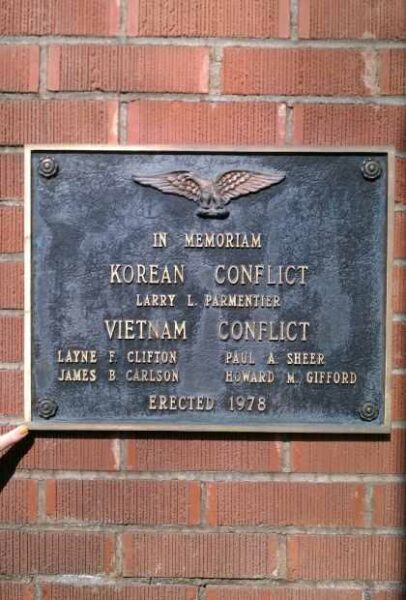 IN MEMORIAM
KOREAN CONFLICT
LARRY L. PARMENTIER
VIETNAM CONFLICT
LAYNE F. CLIFTON PAUL A. SHEER
JAMES B. CARLSON HOWARD M. GIFFORD
ERECTED 1978